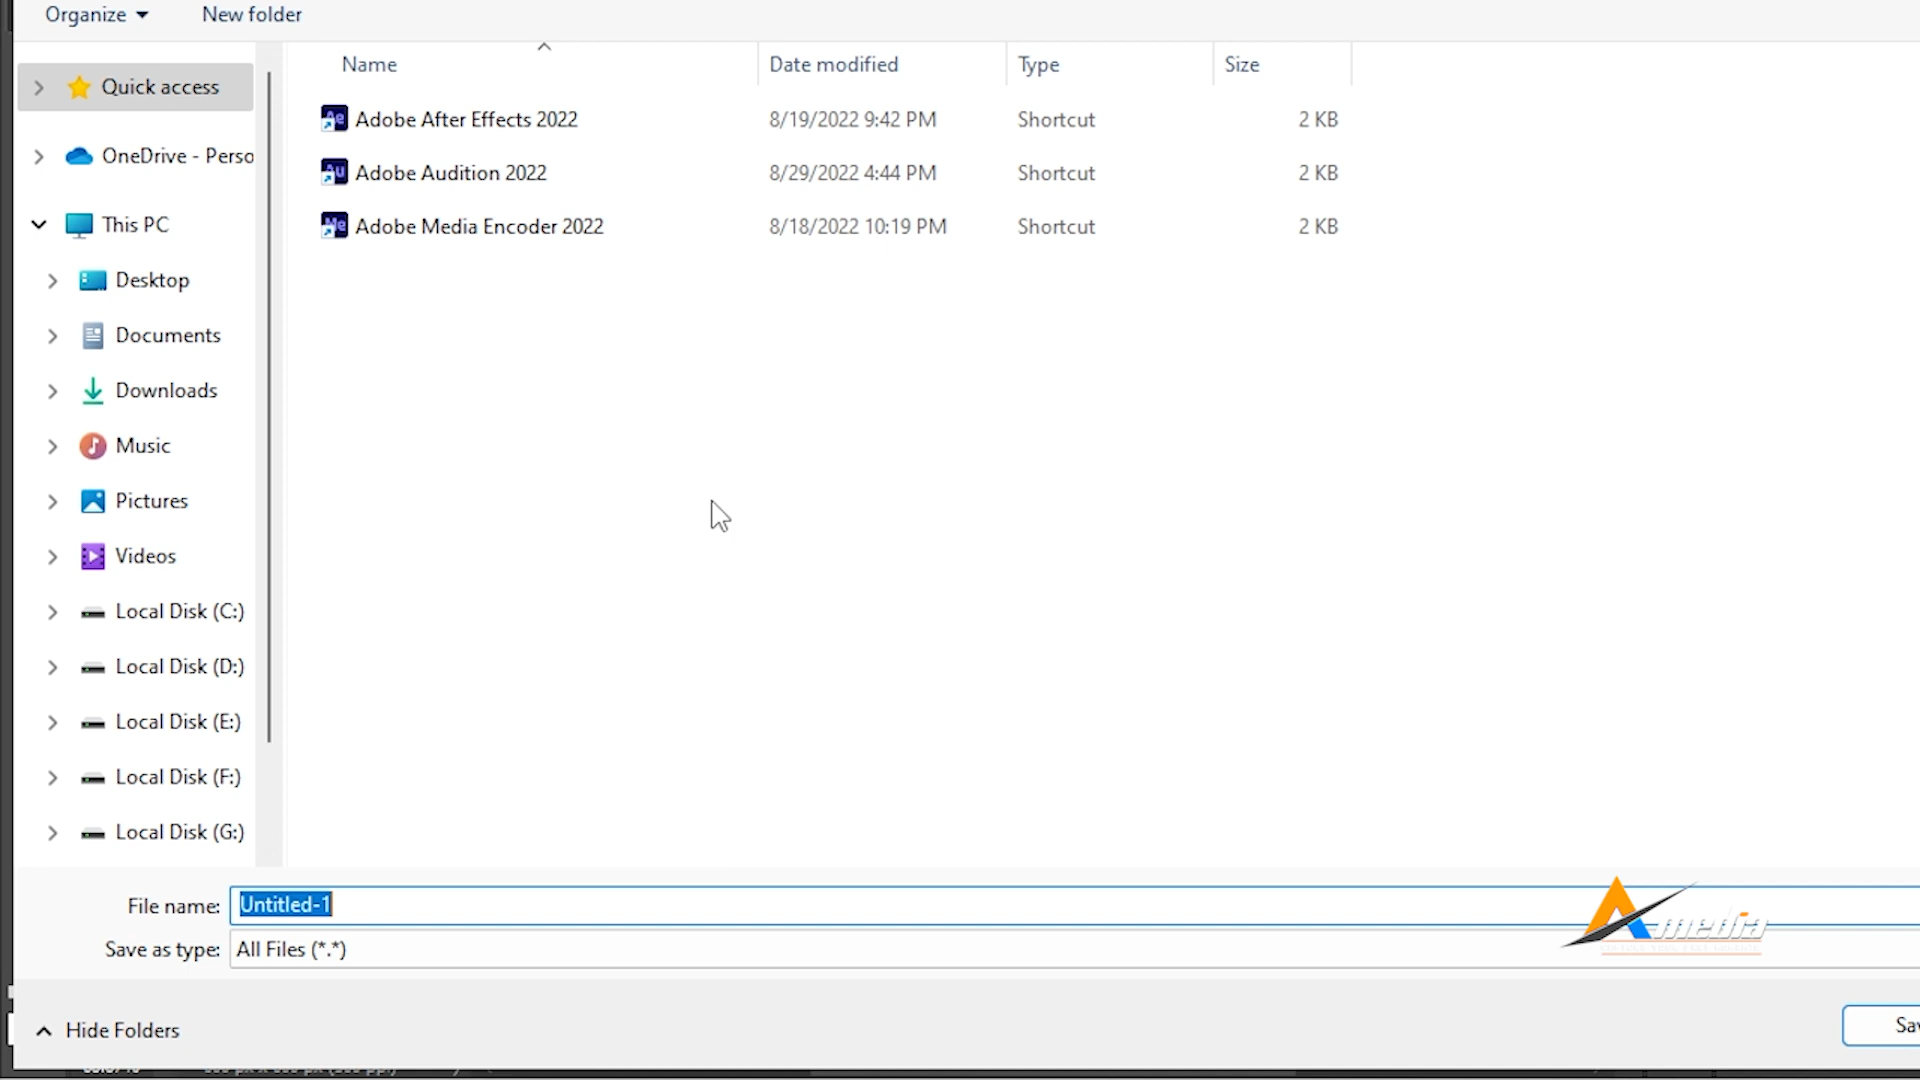 Organize New folder
Name Date modified Type Size
Quick access
Adobe After Effects 2022 8/19/2022 9:42 PM Shortcut 2 KB
OneDrive - Perso
Adobe Audition 2022 8/29/2022 4:44 PM Shortcut 2 KB
This PC
Adobe Media Encoder 2022 8/18/2022 10:19 PM Shortcut 2 KB
Desktop
Documents
Downloads
Music
Pictures
Videos
Local Disk (C:)
Local Disk (D:)
Local Disk (E:)
Local Disk (F:)
Local Disk (G:)
File name: Untitled-1
media
Save as type: All Files (*.*)
Hide Folders
Sav